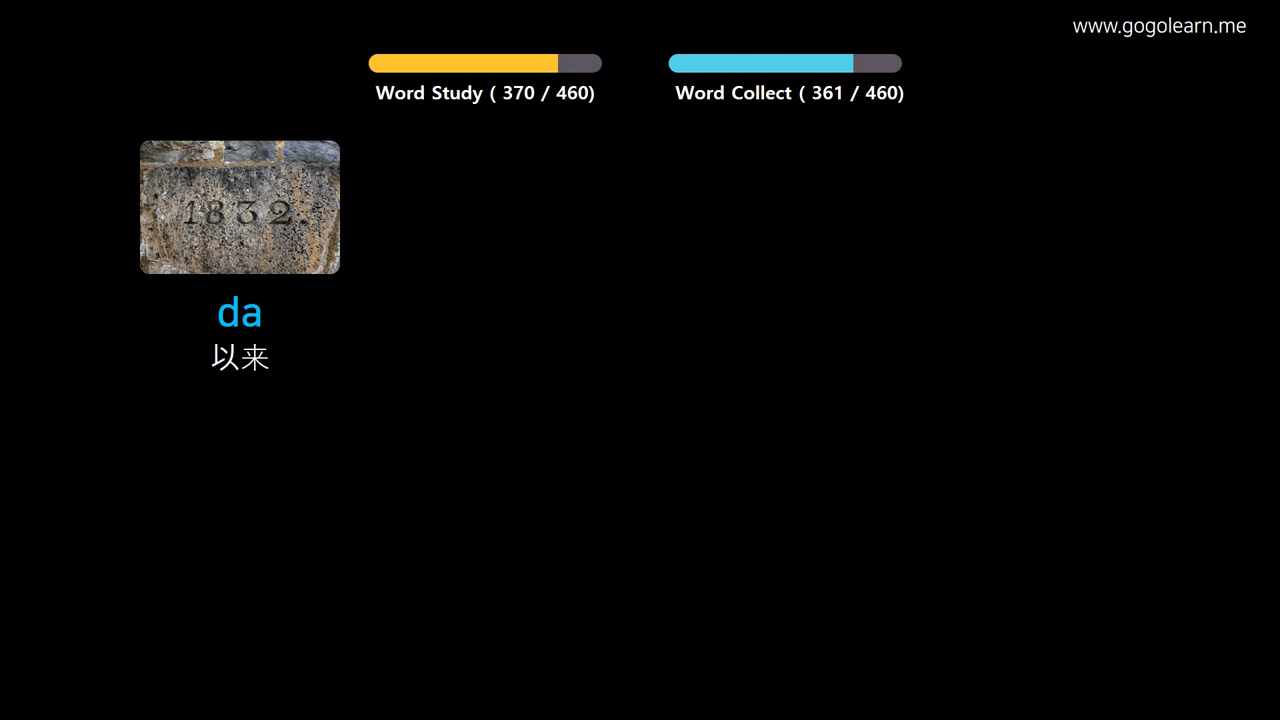 www.gogolearn.me
Word Study ( 370 / 460)
Word Collect ( 361 / 460)
1832.
da
以来